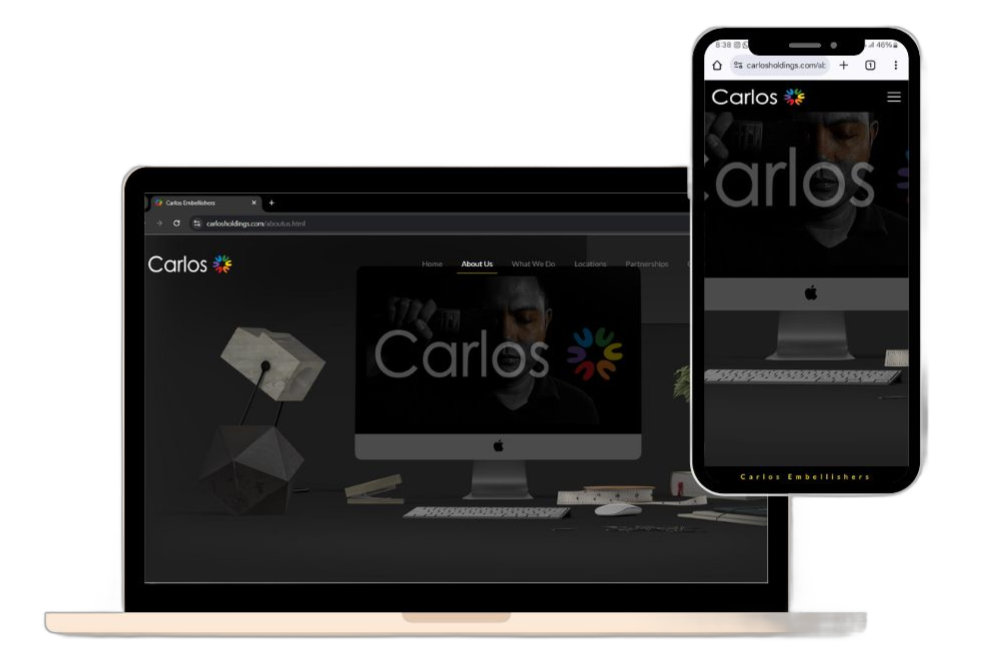 8:38
46%
carlosholdings.com/ab
1
Carlos
arlos
Carlos Embellishers
Carlos Embellishers
carlosholdings.com/aboutus.html
Carlos
Home About Us What We Do Locations Partnerships
Carlos